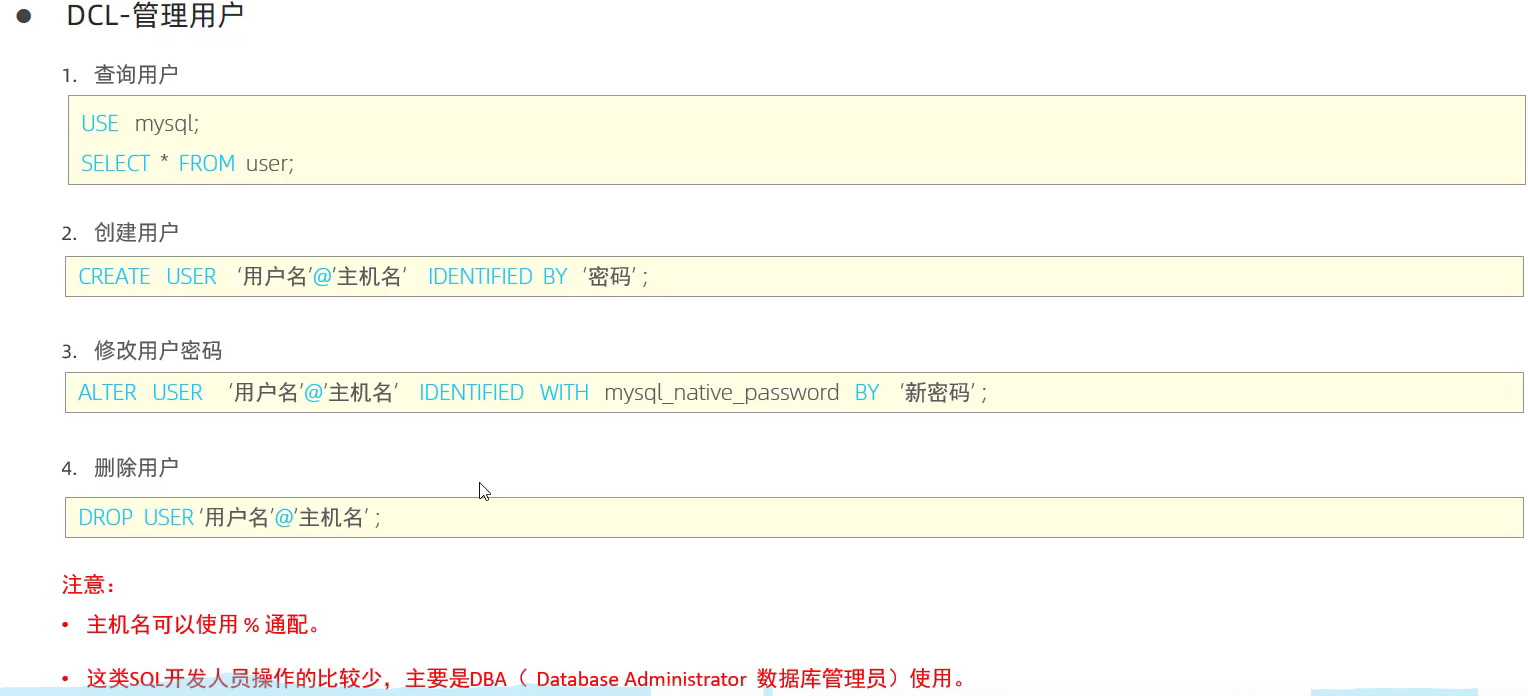 ● DCL-管理用户
1. 查询用户
USE mysql;
SELECT * FROM user;
2. 创建用户
CREATE USER ‘用户名’@’主机名’ IDENTIFIED BY ‘密码’ ;
3. 修改用户密码
ALTER USER ‘用户名’@’主机名’ IDENTIFIED WITH mysql_native_password BY ‘新密码’ ;
4. 删除用户
DROP USER ‘用户名’@’主机名’ ;
注意：
• 主机名可以使用 % 通配。
• 这类SQL开发人员操作的比较少，主要是DBA（ Database Administrator 数据库管理员）使用。